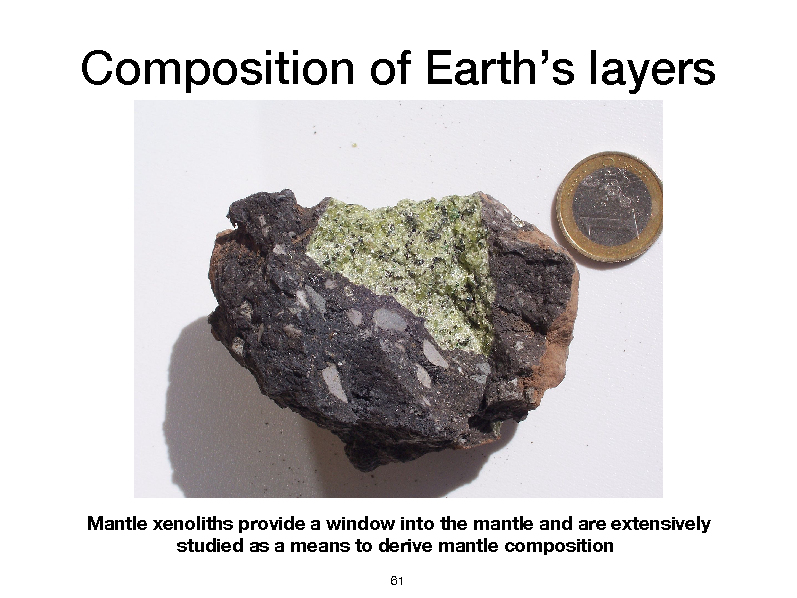 Composition of Earth’s layers
Mantle xenoliths provide a window into the mantle and are extensively
studied as a means to derive mantle composition
61